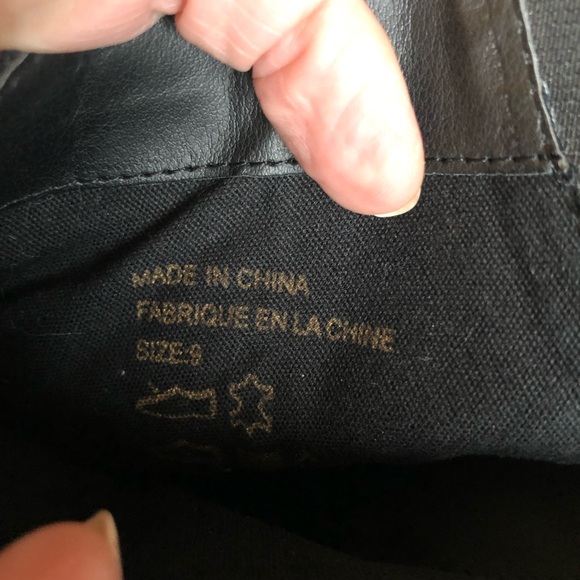 MADE IN CHINA
FABRIQUE EN LA CHINE
SIZE:9